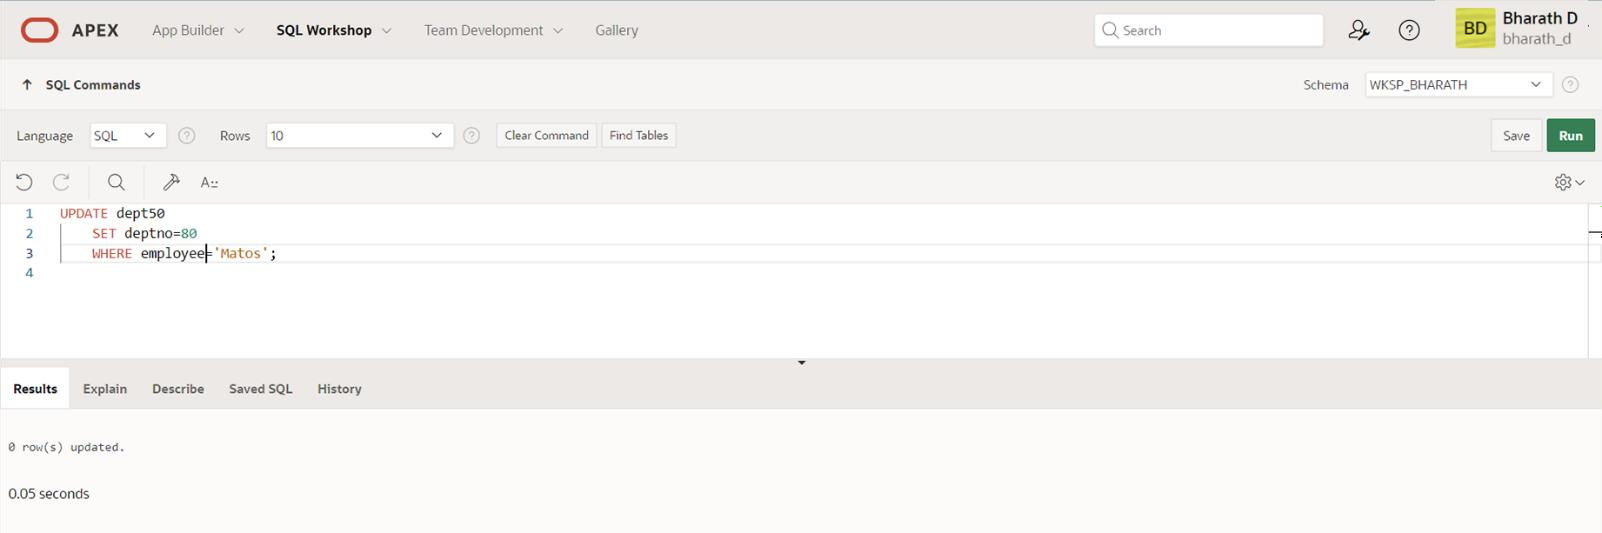 APEX App Builder SQL Workshop Team Development Gallery Search BD Bharath D
bharath_d
SQL Commands Schema WKSP_BHARATH
Language SQL Rows 10 Clear Command Find Tables Save Run
1 UPDATE dept50
2 SET deptno=80
3 WHERE employee='Matos';
4
Results Explain Describe Saved SQL History
0 row(s) updated.
0.05 seconds